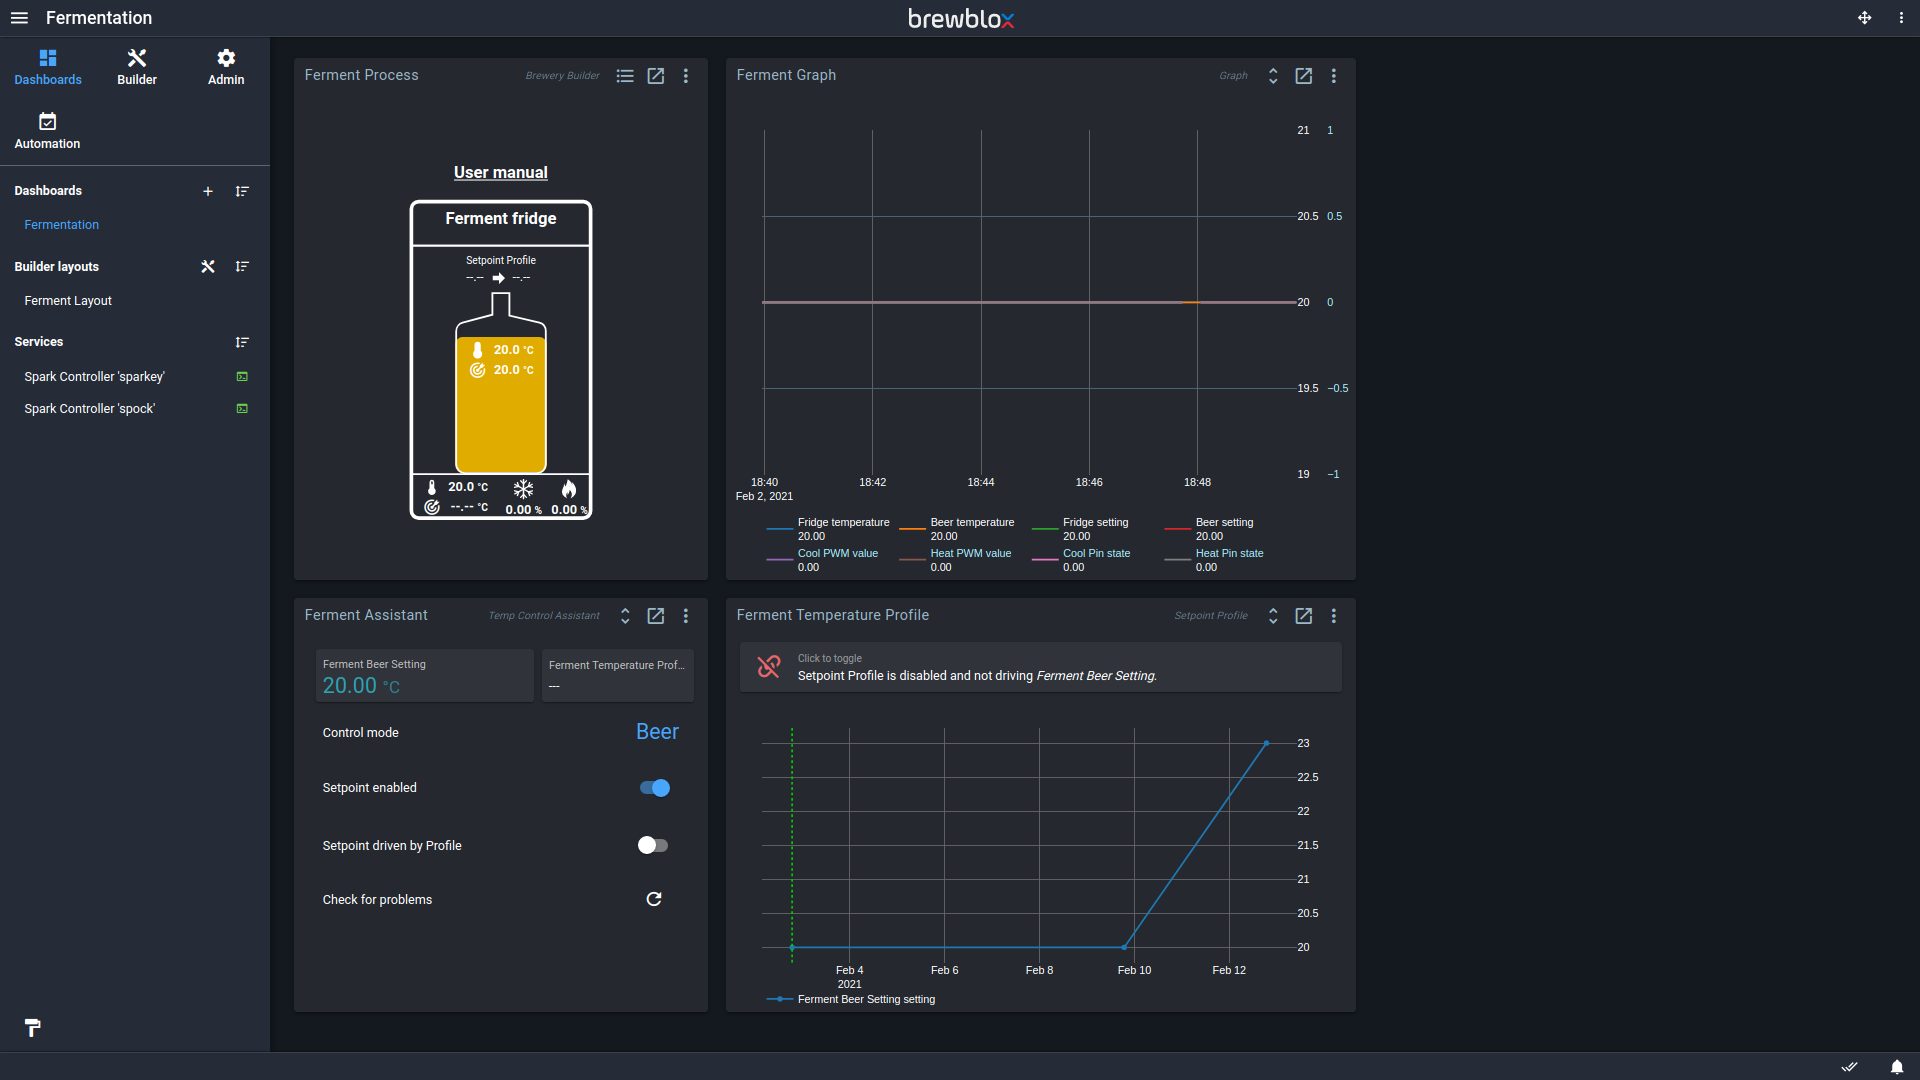 Fermentation
brewblox
Dashboards
Builder
Admin
Automation
Dashboards
Fermentation
Builder layouts
Ferment Layout
Services
Spark Controller 'sparkey'
Spark Controller 'spock'
Ferment Process
Brewery Builder
User manual
Ferment fridge
Setpoint Profile
--.-- --.--
20.0 °C
20.0 °C
20.0 °C
--.-- °C
0.00 %
0.00 %
Ferment Graph
Graph
21 1
20.5 0.5
20 0
19.5 −0.5
19 −1
18:40 18:42 18:44 18:46 18:48
Feb 2, 2021
Fridge temperature Beer temperature Fridge setting Beer setting
20.00 20.00 20.00 20.00
Cool PWM value Heat PWM value Cool Pin state Heat Pin state
0.00 0.00 0.00 0.00
Ferment Assistant
Temp Control Assistant
Ferment Beer Setting
20.00 °C
Ferment Temperature Prof...
---
Control mode
Beer
Setpoint enabled
Setpoint driven by Profile
Check for problems
Ferment Temperature Profile
Setpoint Profile
Click to toggle
Setpoint Profile is disabled and not driving Ferment Beer Setting.
23
22.5
22
21.5
21
20.5
20
Feb 4 Feb 6 Feb 8 Feb 10 Feb 12
2021
Ferment Beer Setting setting